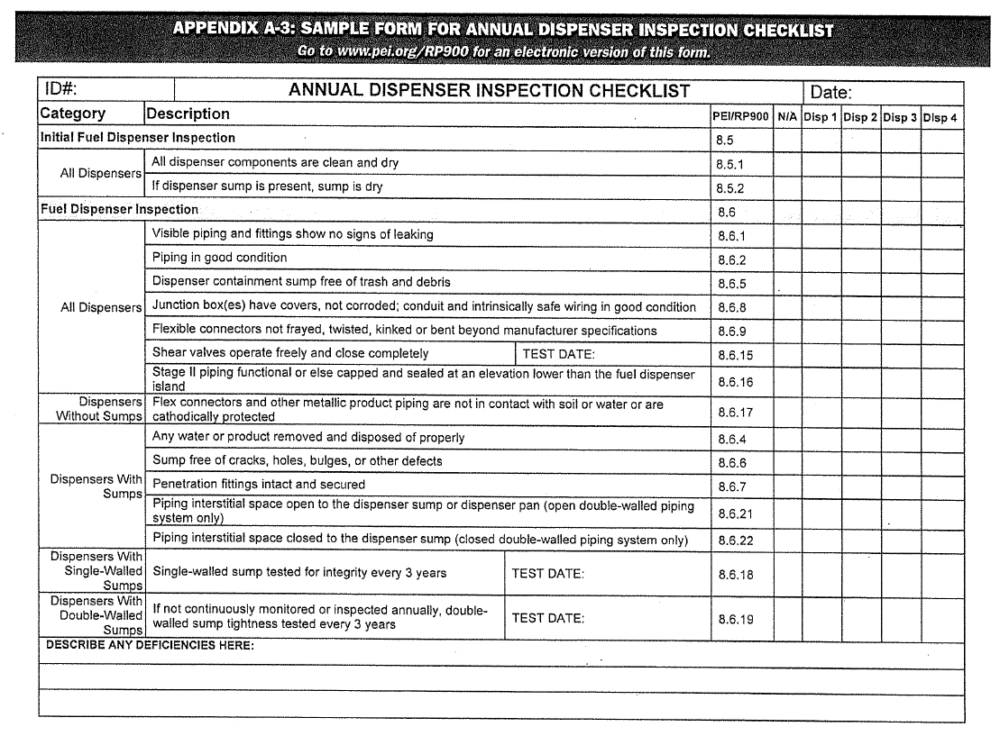 APPENDIX A-3: SAMPLE FORM FOR ANNUAL DISPENSER INSPECTION CHECKLIST
Go to www.pei.org/RP900 for an electronic version of this form.
ID#: ANNUAL DISPENSER INSPECTION CHECKLIST Date:
Category Description PEI/RP900 N/A Disp 1 Disp 2 Disp 3 Disp 4
Initial Fuel Dispenser Inspection 8.5
All Dispensers
All dispenser components are clean and dry 8.5.1
If dispenser sump is present, sump is dry 8.5.2
Fuel Dispenser Inspection 8.6
All Dispensers
Visible piping and fittings show no signs of leaking 8.6.1
Piping in good condition 8.6.2
Dispenser containment sump free of trash and debris 8.6.5
Junction box(es) have covers, not corroded; conduit and intrinsically safe wiring in good condition 8.6.8
Flexible connectors not frayed, twisted, kinked or bent beyond manufacturer specifications 8.6.9
Shear valves operate freely and close completely TEST DATE: 8.6.15
Stage II piping functional or else capped and sealed at an elevation lower than the fuel dispenser
island 8.6.16
Dispensers
Without Sumps
Flex connectors and other metallic product piping are not in contact with soil or water or are
cathodically protected 8.6.17
Dispensers With
Sumps
Any water or product removed and disposed of properly 8.6.4
Sump free of cracks, holes, bulges, or other defects 8.6.6
Penetration fittings intact and secured 8.6.7
Piping interstitial space open to the dispenser sump or dispenser pan (open double-walled piping
system only) 8.6.21
Piping interstitial space closed to the dispenser sump (closed double-walled piping system only) 8.6.22
Dispensers With
Single-Walled
Sumps
Single-walled sump tested for integrity every 3 years TEST DATE: 8.6.18
Dispensers With
Double-Walled
Sumps
If not continuously monitored or inspected annually, double-
walled sump tightness tested every 3 years TEST DATE: 8.6.19
DESCRIBE ANY DEFICIENCIES HERE: